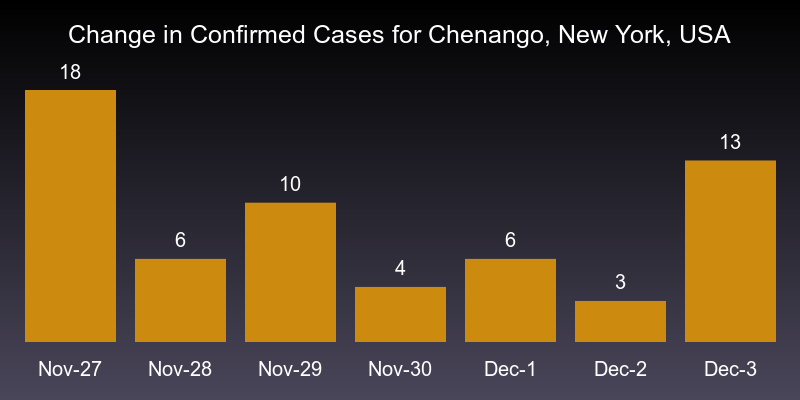 Change in Confirmed Cases for Chenango, New York, USA
18
6
10
4
6
3
13
Nov-27
Nov-28
Nov-29
Nov-30
Dec-1
Dec-2
Dec-3